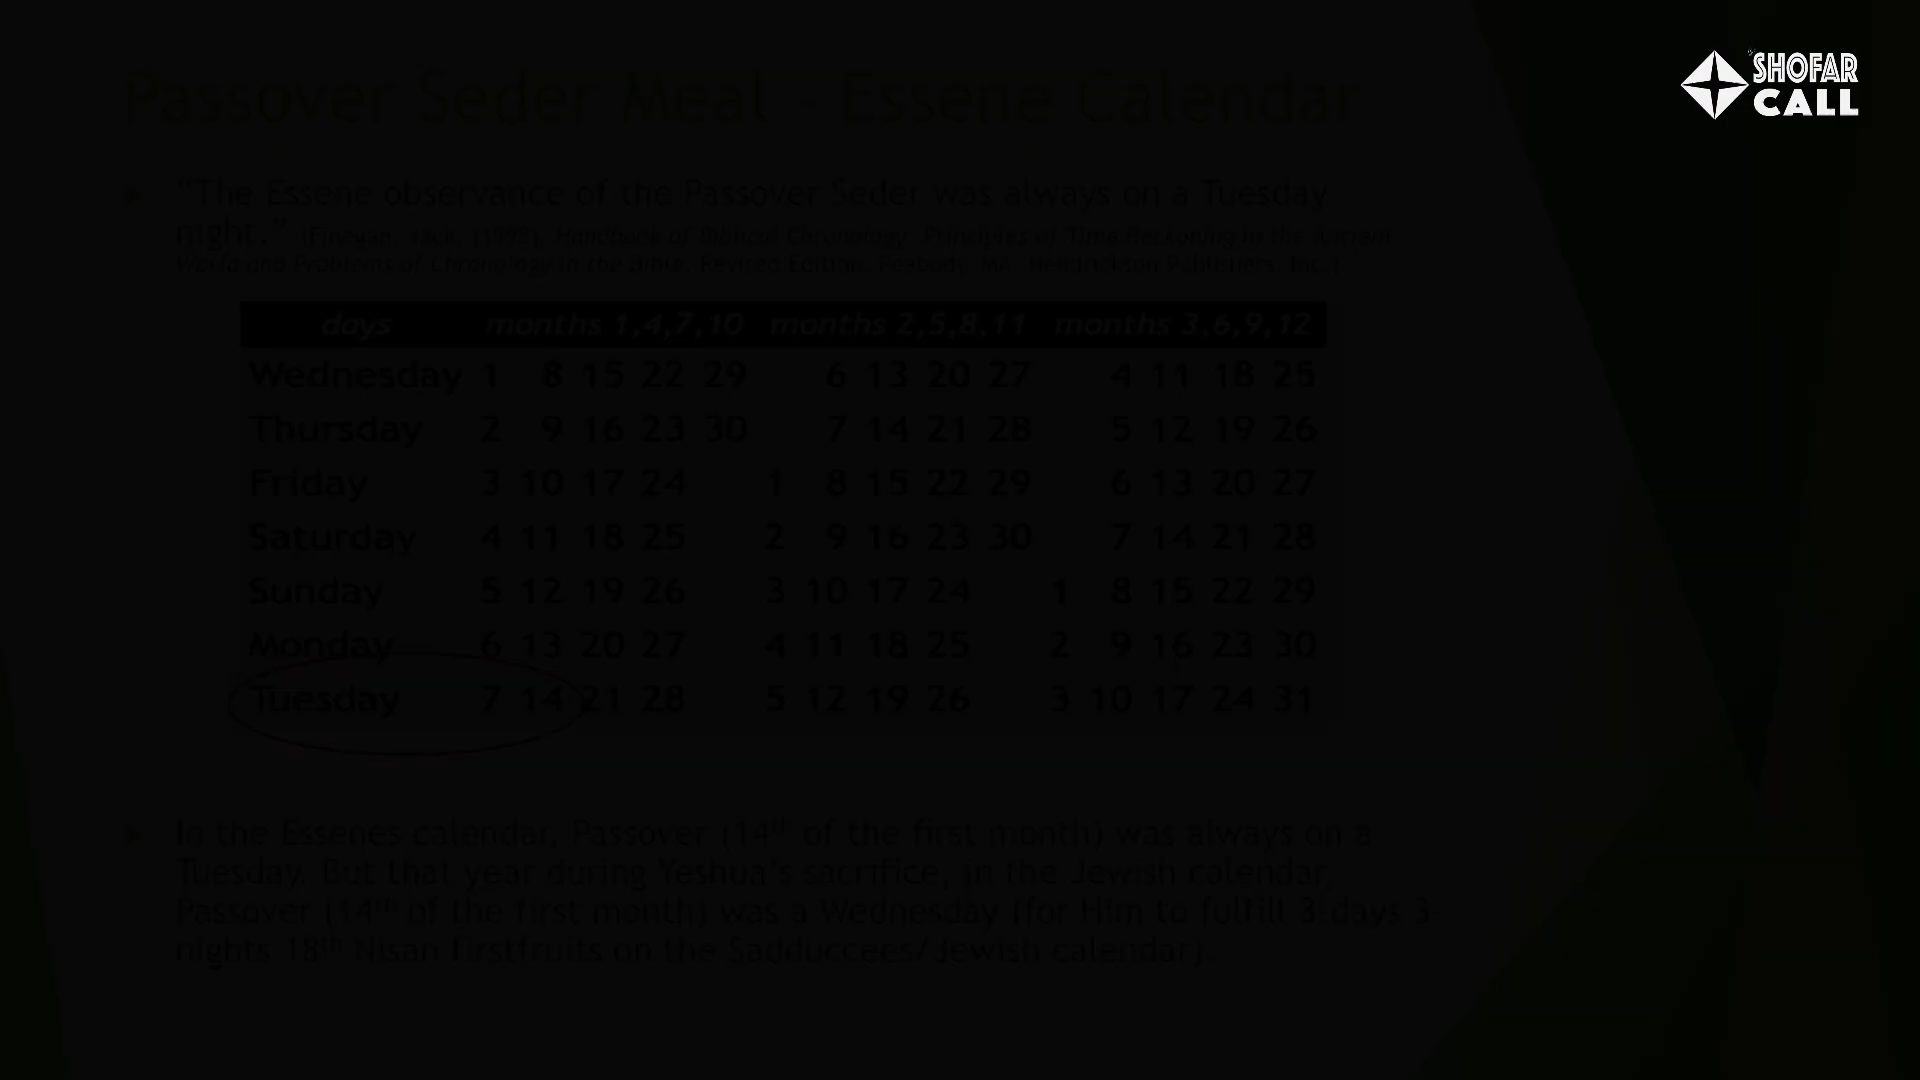 SHOFAR
CALL
Passover Seder Meal - Essene Calendar
"The Essene observance of the Passover Seder was always on a Tuesday
night." (Finegan, Jack. (1998). Handbook of Biblical Chronology: Principles of Time Reckoning in the Ancient
World and Problems of Chronology in the Bible. Revised Edition. Peabody, MA: Hendrickson Publishers, Inc.)
days months 1,4,7,10 months 2,5,8,11 months 3,6,9,12
Wednesday 1 8 15 22 29 6 13 20 27 4 11 18 25
Thursday 2 9 16 23 30 7 14 21 28 5 12 19 26
Friday 3 10 17 24 1 8 15 22 29 6 13 20 27
Saturday 4 11 18 25 2 9 16 23 30 7 14 21 28
Sunday 5 12 19 26 3 10 17 24 1 8 15 22 29
Monday 6 13 20 27 4 11 18 25 2 9 16 23 30
Tuesday 7 14 21 28 5 12 19 26 3 10 17 24 31
In the Essenes calendar, Passover (14th of the first month) was always on a
Tuesday. But that year during Yeshua's sacrifice, in the Jewish calendar,
Passover (14th of the first month) was a Wednesday (for Him to fulfill 3-days 3-
nights 18th Nisan firstfruits on the Sadduccees/Jewish calendar).